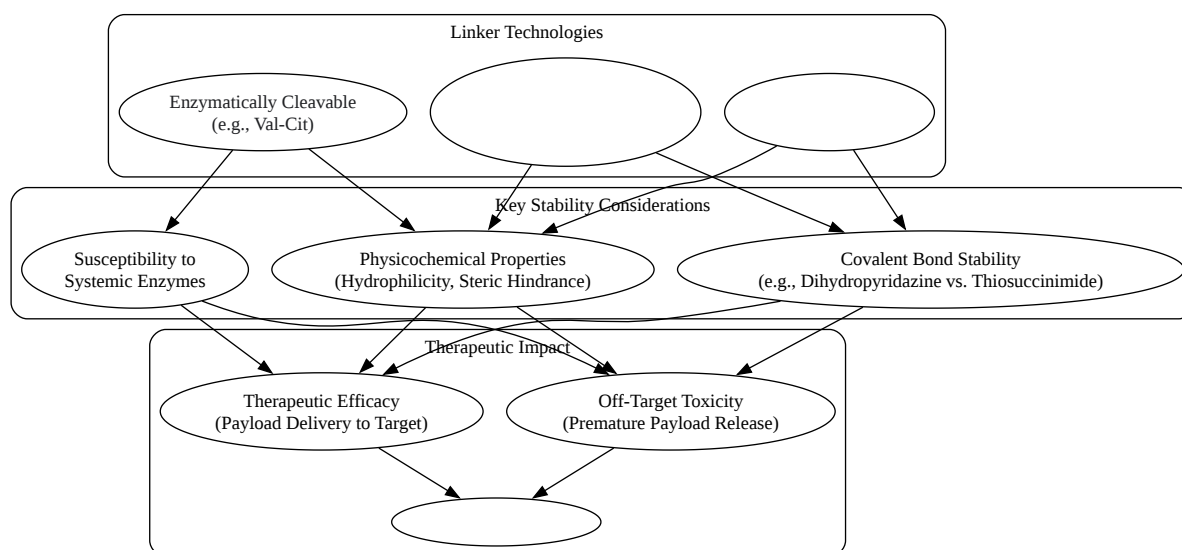 Linker Technologies
Enzymatically Cleavable
(e.g., Val-Cit)
Key Stability Considerations
Susceptibility to
Systemic Enzymes
Physicochemical Properties
(Hydrophilicity, Steric Hindrance)
Covalent Bond Stability
(e.g., Dihydropyridazine vs. Thiosuccinimide)
Therapeutic Impact
Therapeutic Efficacy
(Payload Delivery to Target)
Off-Target Toxicity
(Premature Payload Release)